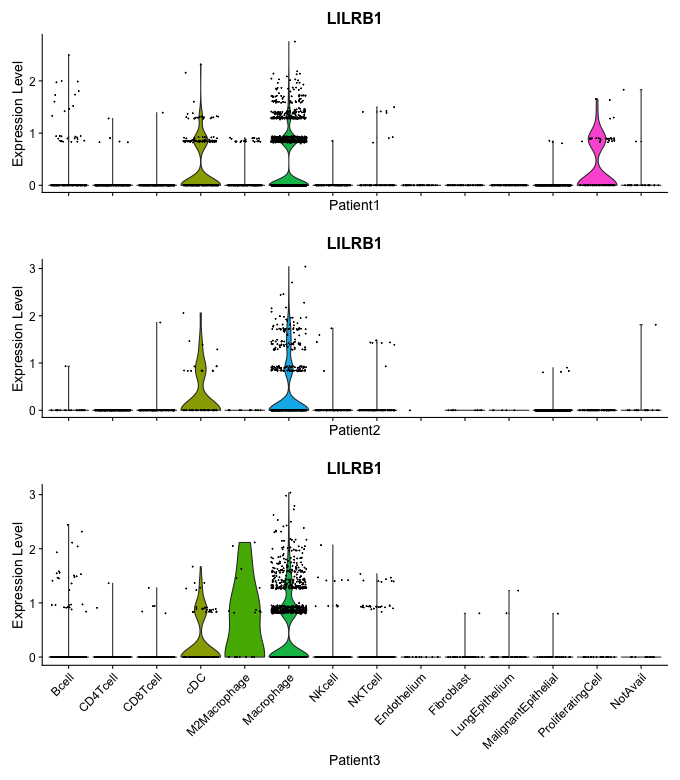 LILRB1
Expression Level
2
1
0
Patient1
LILRB1
Expression Level
3
2
1
0
Patient2
LILRB1
Expression Level
3
2
1
0
Bcell
CD4Tcell
CD8Tcell
cDC
M2Macrophage
Macrophage
NKcell
NKTcell
Endothelium
Fibroblast
LungEpithelium
MalignantEpithelial
ProliferatingCell
NotAvail
Patient3